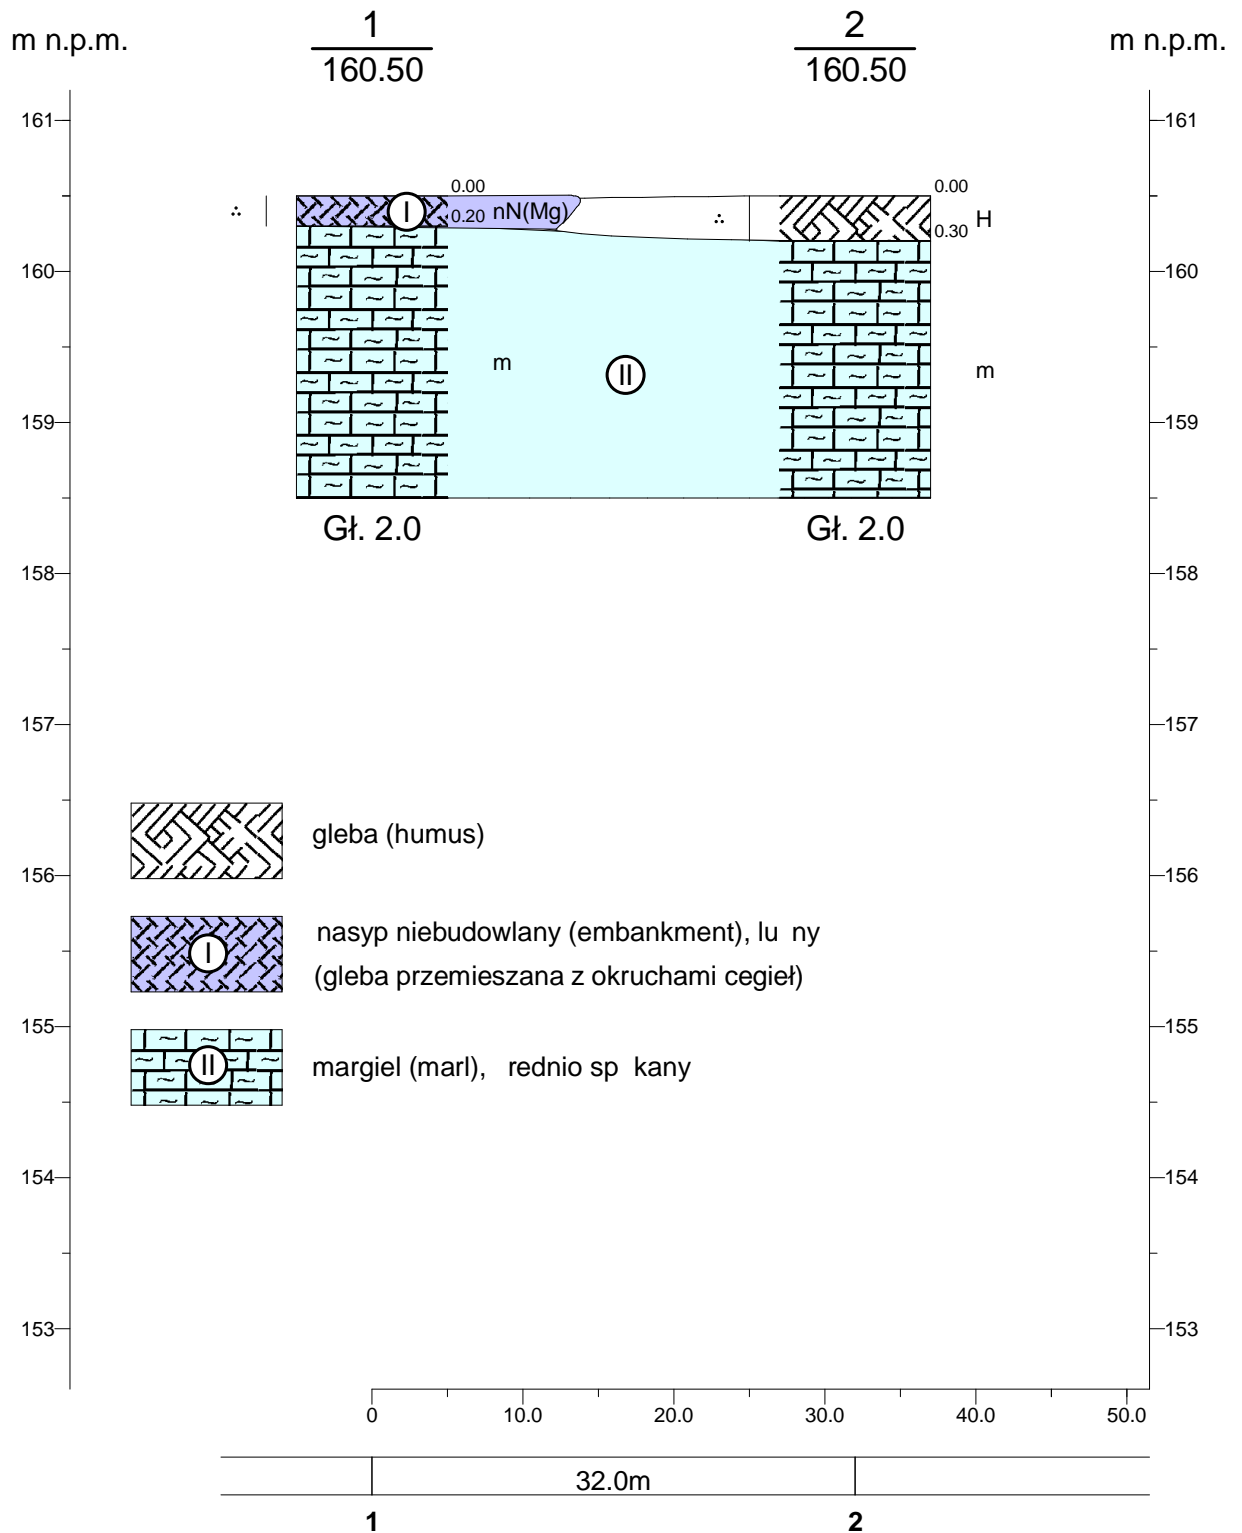 m n.p.m.
1
160.50
2
160.50
m n.p.m.
161
161
0.00
0.00
I
0.20 nN(Mg)
H
0.30
160
160
m
II
m
159
159
Gł. 2.0
Gł. 2.0
158
158
157
157
gleba (humus)
156
156
nasyp niebudowlany (embankment), lu ny
I
(gleba przemieszana z okruchami cegieł)
155
155
II
margiel (marl), rednio sp kany
154
154
153
153
0 10.0 20.0 30.0 40.0 50.0
32.0m
1 2